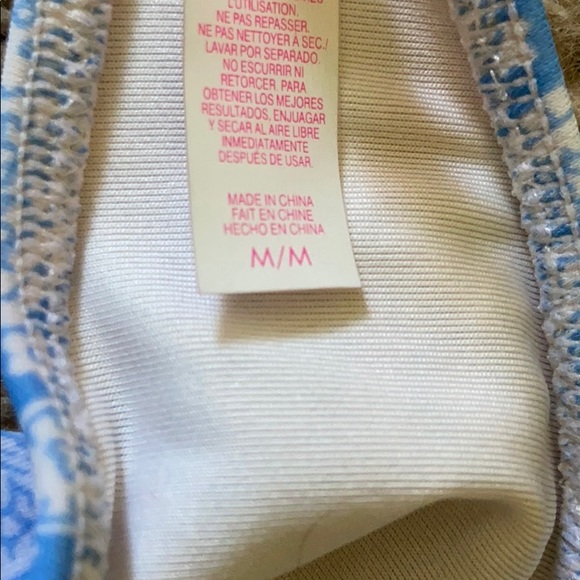 L'UTILISATION.
NE PAS REPASSER.
NE PAS NETTOYER A SEC./
LAVAR POR SEPARADO.
NO ESCURRIR NI
RETORCER PARA
OBTENER LOS MEJORES
RESULTADOS, ENJUAGAR
Y SECAR AL AIRE LIBRE
INMEDIATAMENTE
DESPUÉS DE USAR.
MADE IN CHINA
FAIT EN CHINE
HECHO EN CHINA
M/M